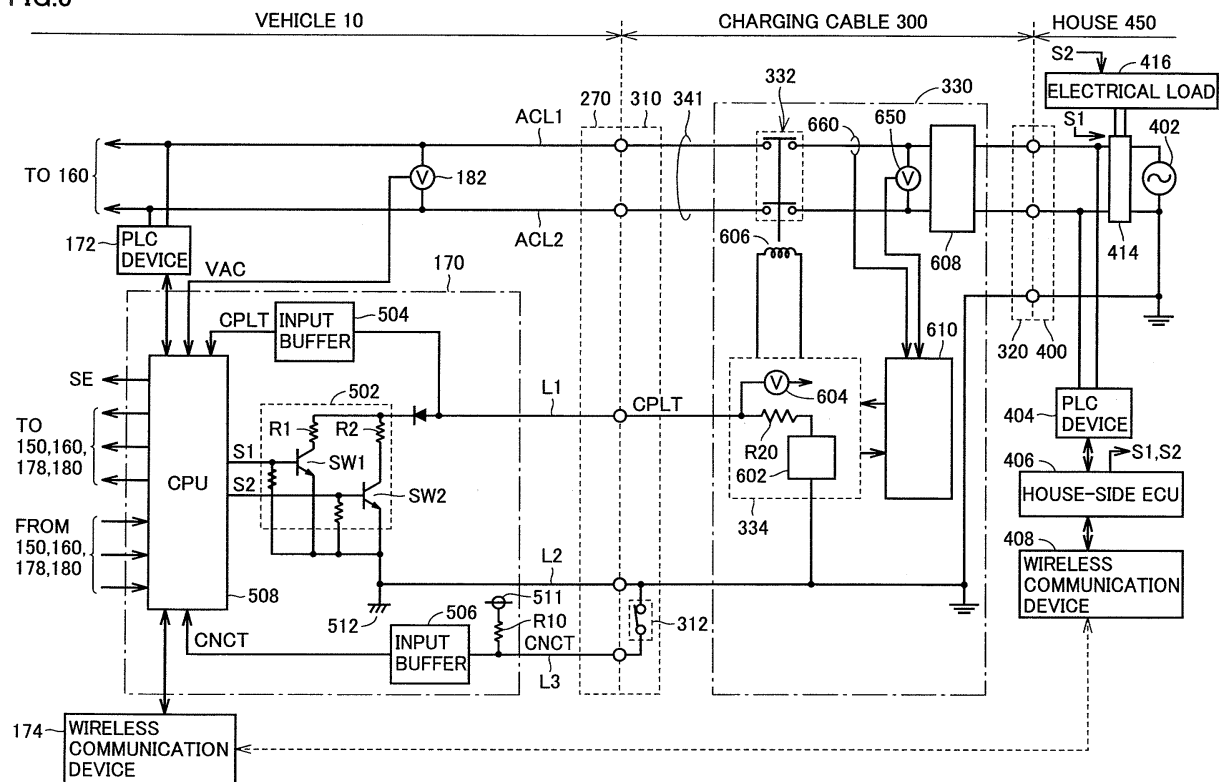 FIG.6
VEHICLE 10
CHARGING CABLE 300
HOUSE 450
S2
416
ELECTRICAL LOAD
270
310
341
332
330
660
650
S1
402
ACL1
V
182
V
TO 160
ACL2
172
PLC
DEVICE
VAC
170
606
608
414
320
400
CPLT
INPUT
BUFFER
504
610
SE
502
L1
CPLT
V
604
404
PLC
DEVICE
TO
150,160,
178,180
R1
R2
R20
S1
SW1
602
406
S1,S2
CPU
S2
SW2
HOUSE-SIDE ECU
334
FROM
150,160,
178,180
408
WIRELESS
COMMUNICATION
DEVICE
L2
508
512
511
506
R10
312
CNCT
INPUT
BUFFER
CNCT
L3
174
WIRELESS
COMMUNICATION
DEVICE